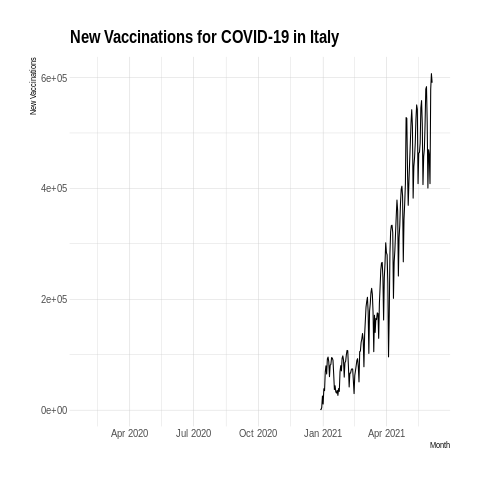 New Vaccinations for COVID-19 in Italy
New Vaccinations
6e+05
4e+05
2e+05
0e+00
Apr 2020
Jul 2020
Oct 2020
Jan 2021
Apr 2021
Month